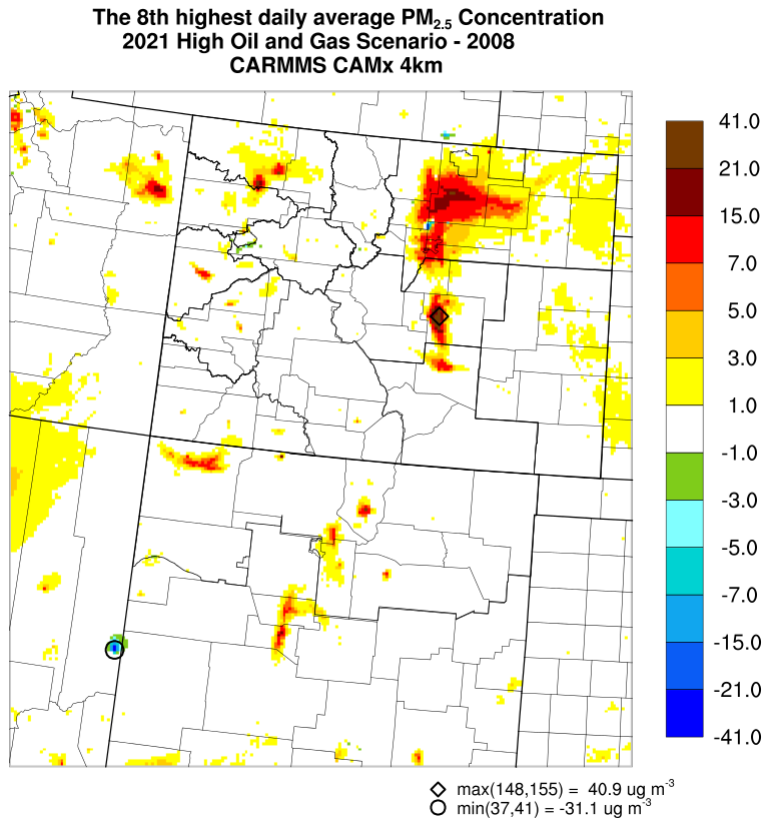 The 8th highest daily average PM2.5 Concentration
2021 High Oil and Gas Scenario - 2008
CARMMS CAMx 4km
41.0
21.0
15.0
7.0
5.0
3.0
1.0
-1.0
-3.0
-5.0
-7.0
-15.0
-21.0
-41.0
max(148,155) = 40.9 ug m-3
min(37,41) = -31.1 ug m-3